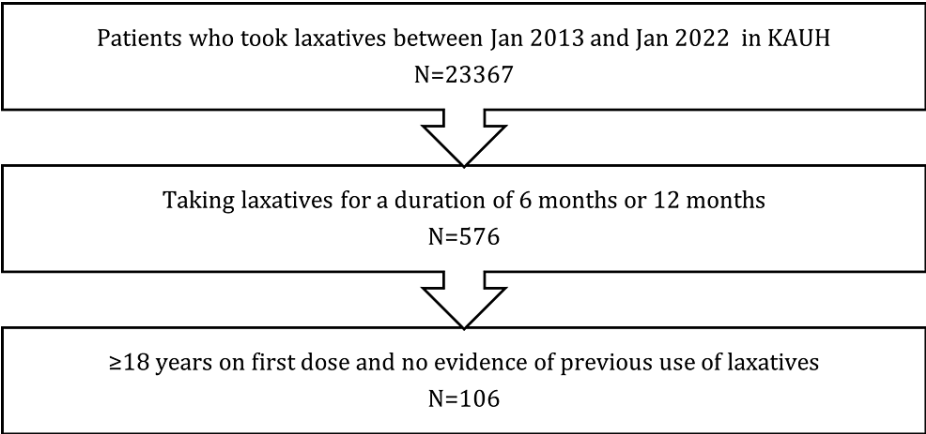 Patients who took laxatives between Jan 2013 and Jan 2022 in KAUH
N=23367
Taking laxatives for a duration of 6 months or 12 months
N=576
≥18 years on first dose and no evidence of previous use of laxatives
N=106